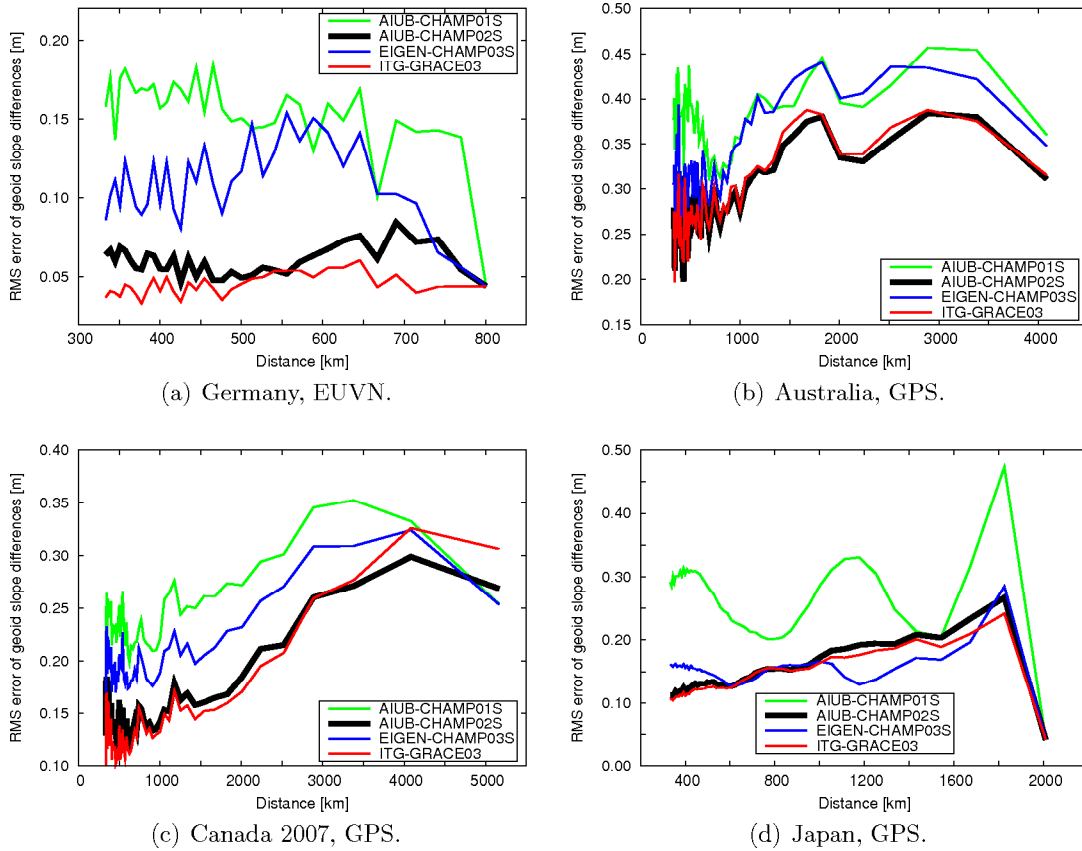 RMS error of geoid slope differences [m]
0.20
0.15
0.10
0.05
300
400
500
600
700
800
Distance [km]
AIUB-CHAMP01S
AIUB-CHAMP02S
EIGEN-CHAMP03S
ITG-GRACE03
(a) Germany, EUVN.
RMS error of geoid slope differences [m]
0.50
0.45
0.40
0.35
0.30
0.25
0.20
0.15
0
1000
2000
3000
4000
Distance [km]
AIUB-CHAMP01S
AIUB-CHAMP02S
EIGEN-CHAMP03S
ITG-GRACE03
(b) Australia, GPS.
RMS error of geoid slope differences [m]
0.40
0.35
0.30
0.25
0.20
0.15
0.10
0
500
1000
2000
3000
4000
5000
Distance [km]
AIUB-CHAMP01S
AIUB-CHAMP02S
EIGEN-CHAMP03S
ITG-GRACE03
(c) Canada 2007, GPS.
RMS error of geoid slope differences [m]
0.50
0.40
0.30
0.20
0.10
0.00
400
800
1200
1600
2000
Distance [km]
AIUB-CHAMP01S
AIUB-CHAMP02S
EIGEN-CHAMP03S
ITG-GRACE03
(d) Japan, GPS.